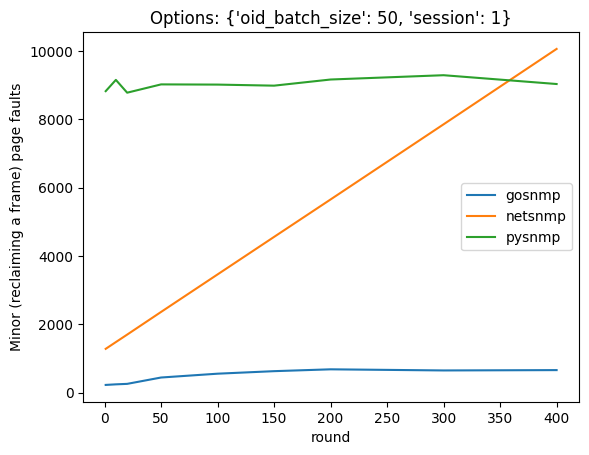 Options: {'oid_batch_size': 50, 'session': 1}
Minor (reclaiming a frame) page faults
10000
8000
6000
4000
2000
0
gosnmp
netsnmp
pysnmp
0 50 100 150 200 250 300 350 400
round